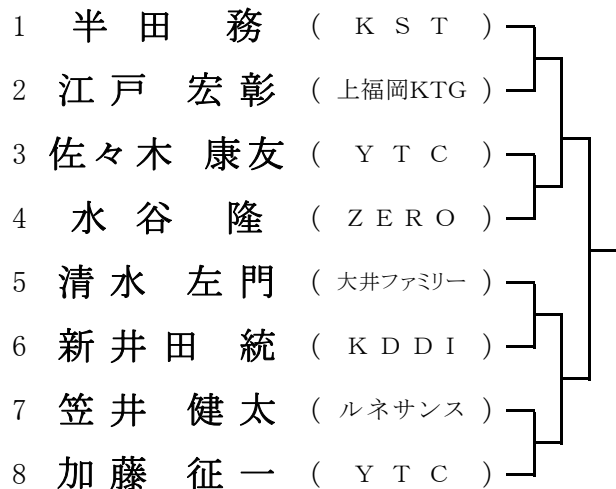 1 半田 務 ( KST )
2 江戸 宏彰 ( 上福岡KTG )
3 佐々木 康友 ( YTC )
4 水谷 隆 ( ZERO )
5 清水 左門 ( 大井ファミリー )
6 新井田 統 ( KDDI )
7 笠井 健太 ( ルネサンス )
8 加藤 征一 ( YTC )